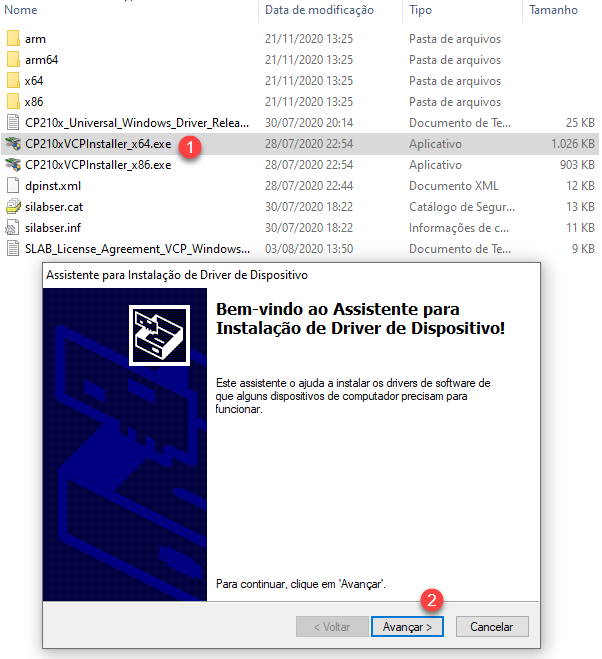 Nome Data de modificação Tipo Tamanho
arm 21/11/2020 13:25 Pasta de arquivos
arm64 21/11/2020 13:25 Pasta de arquivos
x64 21/11/2020 13:25 Pasta de arquivos
x86 21/11/2020 13:25 Pasta de arquivos
CP210x_Universal_Windows_Driver_Relea... 30/07/2020 20:14 Documento de Te... 25 KB
CP210xVCPInstaller_x64.exe 1 28/07/2020 22:54 Aplicativo 1.026 KB
CP210xVCPInstaller_x86.exe 28/07/2020 22:54 Aplicativo 903 KB
dpinst.xml 28/07/2020 22:44 Documento XML 12 KB
silabser.cat 30/07/2020 18:22 Catálogo de Segur... 13 KB
silabser.inf 30/07/2020 18:22 Informações de c... 11 KB
SLAB_License_Agreement_VCP_Windows... 03/08/2020 13:50 Documento de Te... 9 KB
Assistente para Instalação de Driver de Dispositivo
Bem-vindo ao Assistente para
Instalação de Driver de Dispositivo!
Este assistente o ajuda a instalar os drivers de software de
que alguns dispositivos de computador precisam para
funcionar.
Para continuar, clique em 'Avançar'.
2
< Voltar Avançar > Cancelar